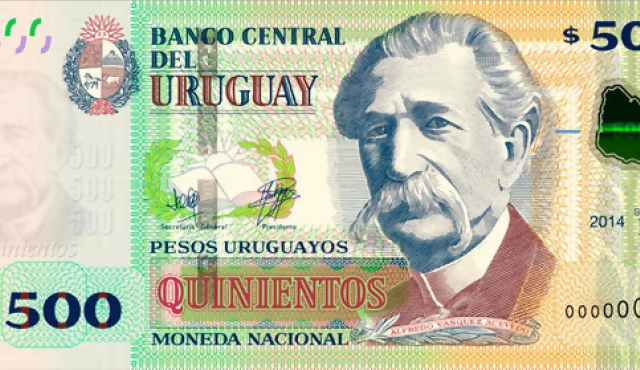 BANCO CENTRAL
DEL
URUGUAY
$ 50
500
500
500
Secretario General
Presidente
2014
PESOS URUGUAYOS
QUINIENTOS
500
000000
ALFREDO VASQUEZ ACEVEDO
MONEDA NACIONAL